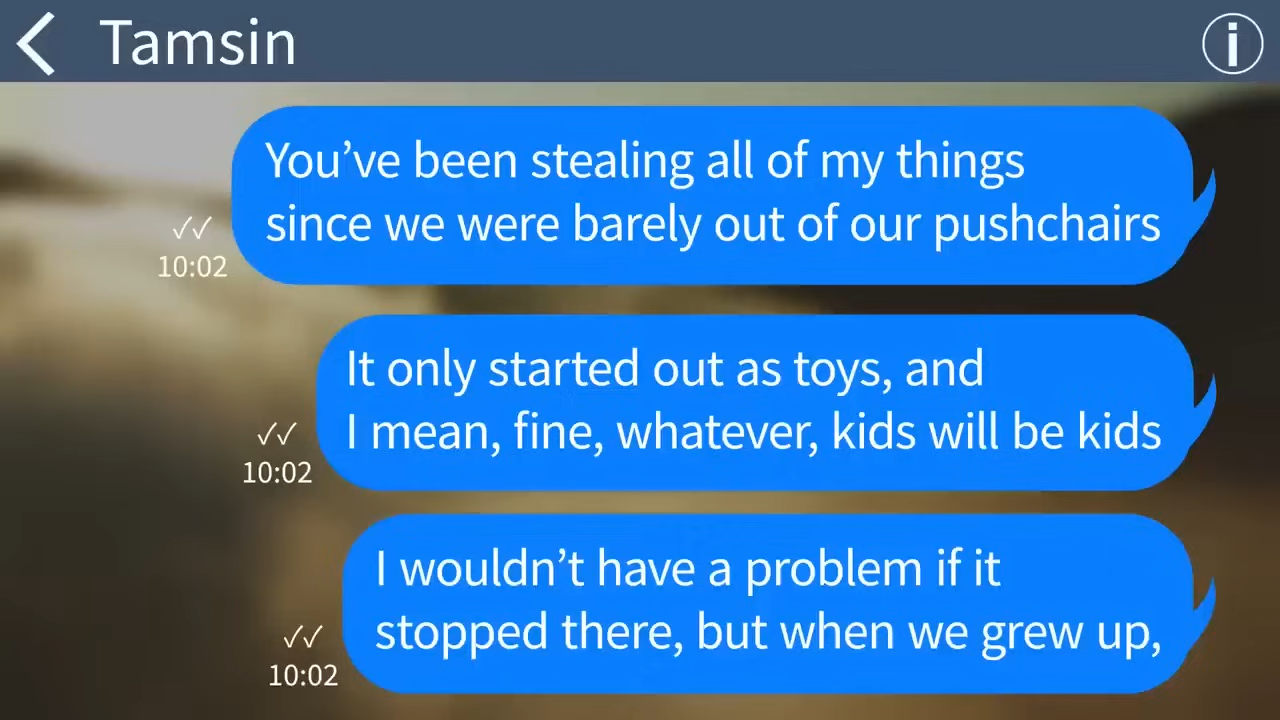 Tamsin
You’ve been stealing all of my things
since we were barely out of our pushchairs
✓✓
10:02
It only started out as toys, and
I mean, fine, whatever, kids will be kids
✓✓
10:02
I wouldn’t have a problem if it
stopped there, but when we grew up,
✓✓
10:02